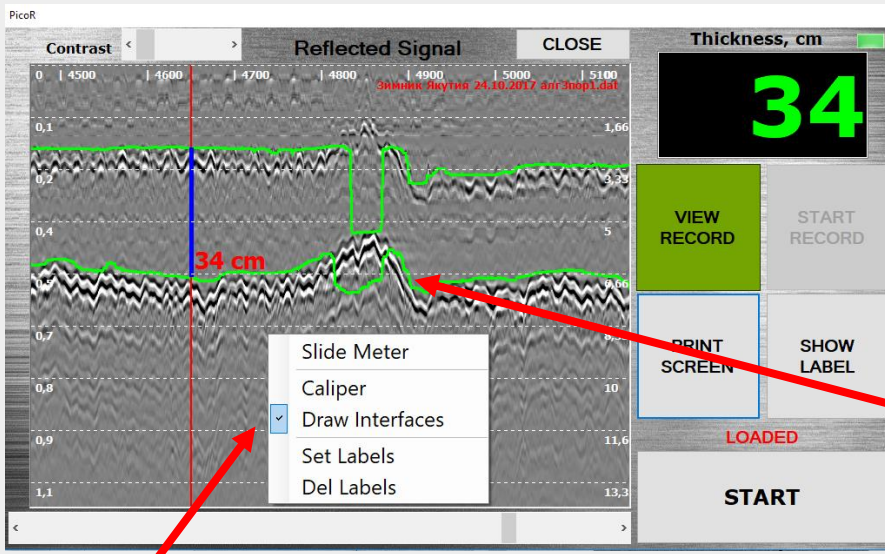 PicoR
Contrast
Reflected Signal
CLOSE
Thickness, cm
0 4500 4600 4700 4800 4900 5000 5100
Зимник Якутия 24.10.2017 алг3пор1.dat
34
0,1 1,66
0,2 3,33
0,4 5
34 cm
0,5 6,66
0,7
0,8 10
0,9 11,6
1,1 13,3
Slide Meter
Caliper
Draw Interfaces
Set Labels
Del Labels
VIEW
RECORD
START
RECORD
PRINT
SCREEN
SHOW
LABEL
LOADED
START